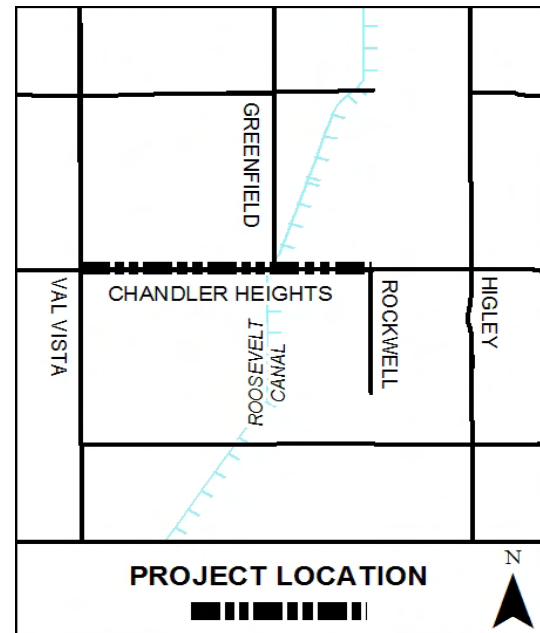 GREENFIELD
CHANDLER HEIGHTS
VAL VISTA
ROOSEVELT
CANAL
ROCKWELL
HIGLEY
PROJECT LOCATION
N